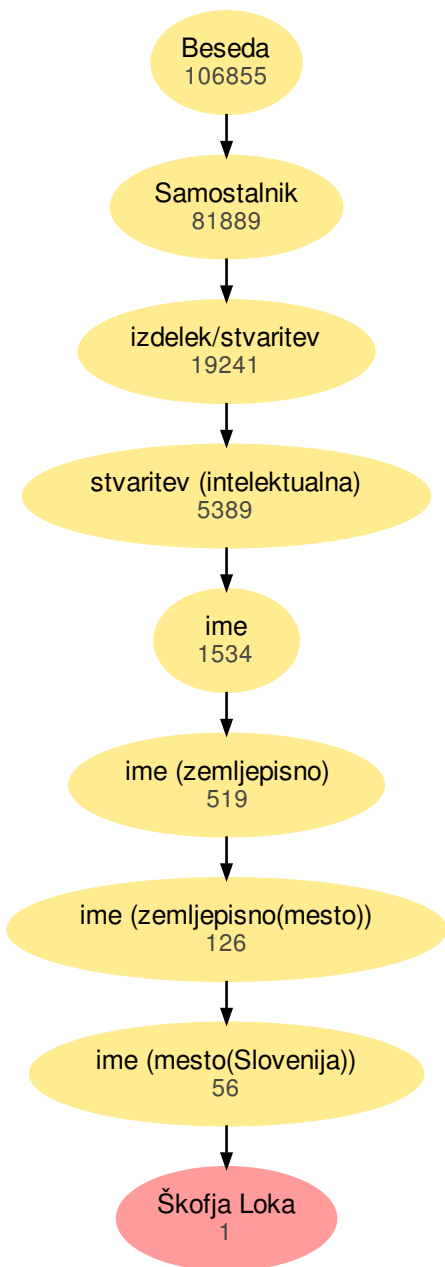 Beseda
106855
Samostalnik
81889
izdelek/stvaritev
19241
stvaritev (intelektualna)
5389
ime
1534
ime (zemljepisno)
519
ime (zemljepisno(mesto))
126
ime (mesto(Slovenija))
56
Škofja Loka
1